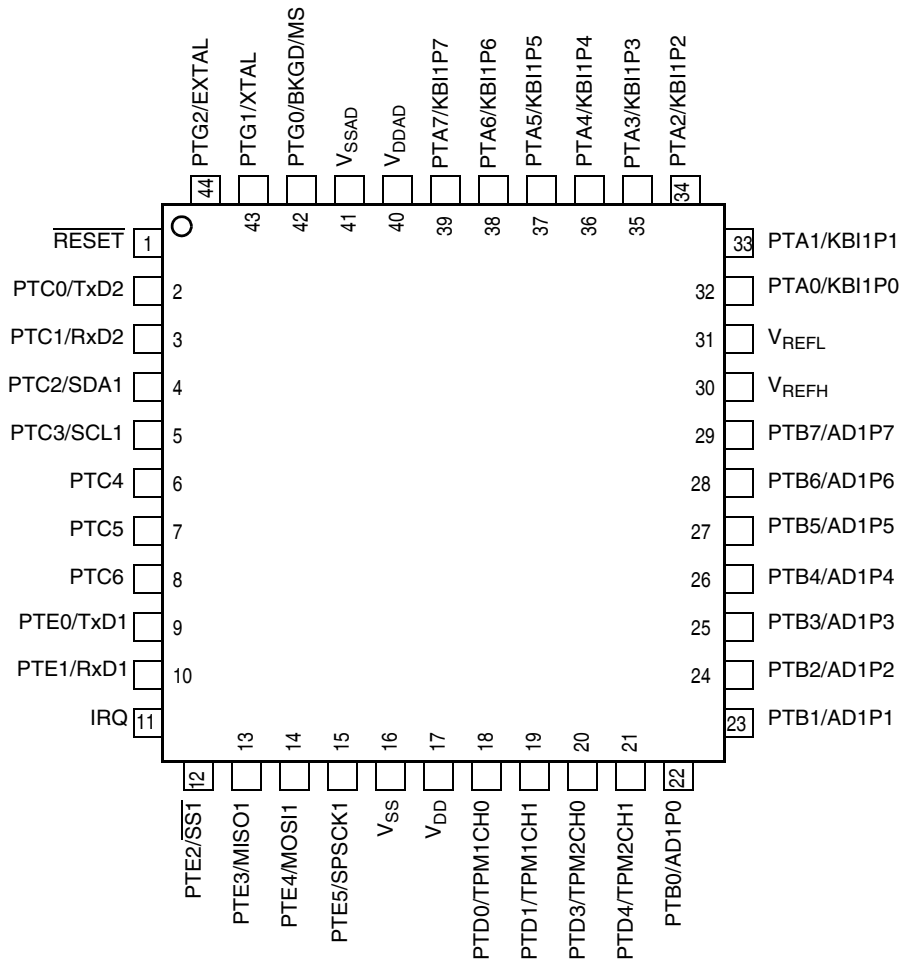 PTG2/EXTAL
PTG1/XTAL
PTG0/BKGD/MS
VSSAD
VDDAD
PTA7/KBI1P7
PTA6/KBI1P6
PTA5/KBI1P5
PTA4/KBI1P4
PTA3/KBI1P3
PTA2/KBI1P2
44
43
42
41
40
39
38
37
36
35
34
RESET 1
PTC0/TxD2 2
PTC1/RxD2 3
PTC2/SDA1 4
PTC3/SCL1 5
PTC4 6
PTC5 7
PTC6 8
PTE0/TxD1 9
PTE1/RxD1 10
IRQ 11
33 PTA1/KBI1P1
32 PTA0/KBI1P0
31 VREFL
30 VREFH
29 PTB7/AD1P7
28 PTB6/AD1P6
27 PTB5/AD1P5
26 PTB4/AD1P4
25 PTB3/AD1P3
24 PTB2/AD1P2
23 PTB1/AD1P1
12
13
14
15
16
17
18
19
20
21
22
PTE2/SS1
PTE3/MISO1
PTE4/MOSI1
PTE5/SPSCK1
VSS
VDD
PTD0/TPM1CH0
PTD1/TPM1CH1
PTD3/TPM2CH0
PTD4/TPM2CH1
PTB0/AD1P0